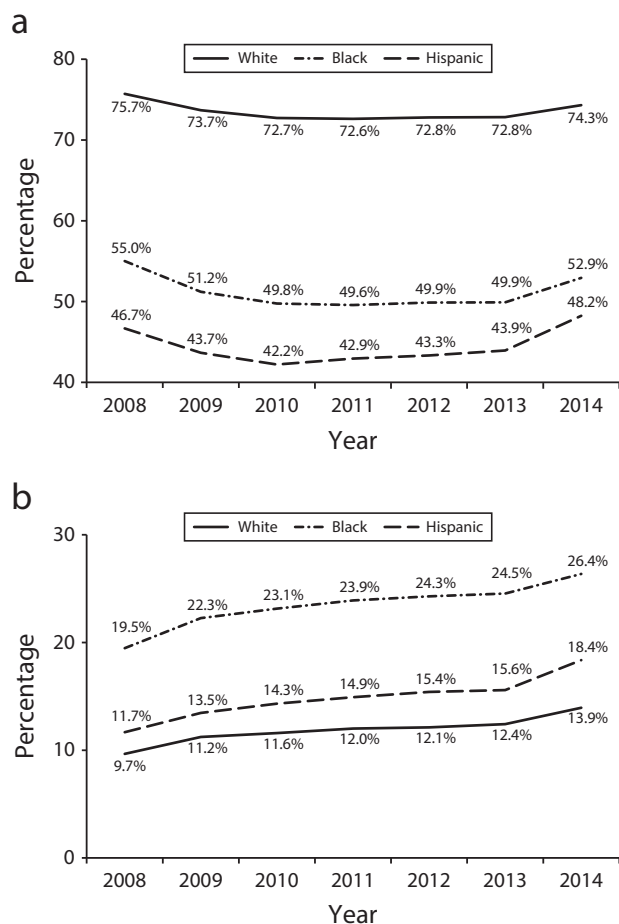 a
80
White Black Hispanic
75.7% 73.7% 72.7% 72.6% 72.8% 72.8% 74.3%
70
Percentage
60
55.0% 51.2% 49.8% 49.6% 49.9% 49.9% 52.9%
50
46.7% 43.7% 42.2% 42.9% 43.3% 43.9% 48.2%
40
2008 2009 2010 2011 2012 2013 2014
Year
b
30
White Black Hispanic
19.5% 22.3% 23.1% 23.9% 24.3% 24.5% 26.4%
20
Percentage
11.7% 13.5% 14.3% 14.9% 15.4% 15.6% 18.4%
10
9.7% 11.2% 11.6% 12.0% 12.1% 12.4% 13.9%
0
2008 2009 2010 2011 2012 2013 2014
Year